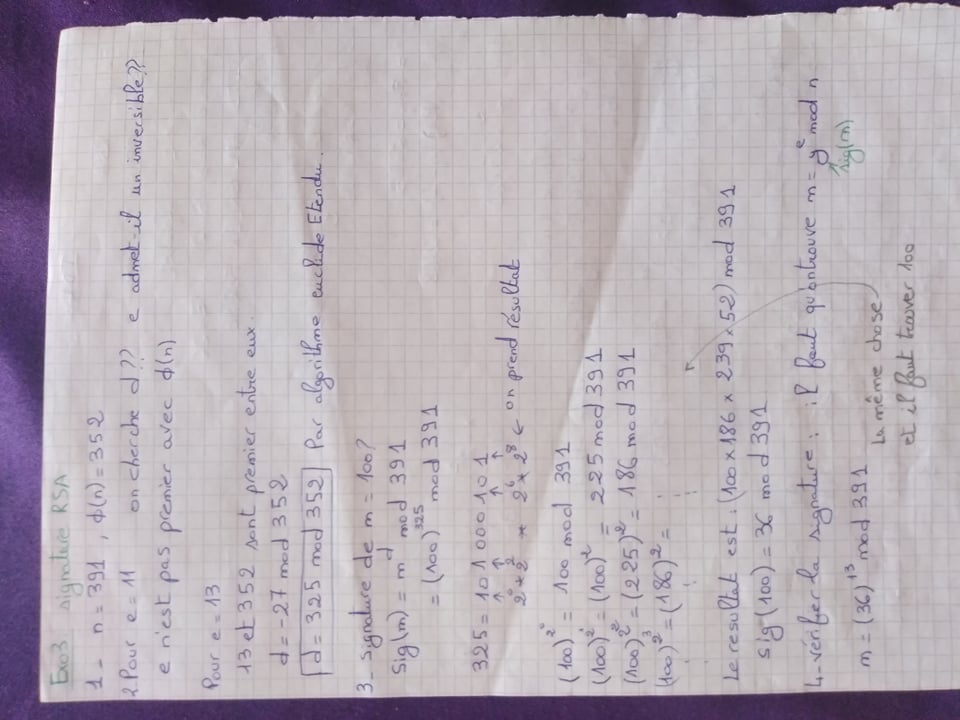 Exo3: signature RSA
1- n = 391, ϕ(n) = 352
2. Pour e = 11 on cherche d?? e admet-il un inversible??
e n'est pas premier avec ϕ(n)
Pour e = 13
13 et 352 sont premier entre eux.
d = -27 mod 352
d = 325 mod 352 Par algorithme euclide Etendu.
3- signature de m = 100?
Sig(m) = m^d mod 391
= (100)^325 mod 391
325 = 101000101
↑ ↑ ↑ ↑
2^0 * 2^2 * 2^6 * 2^8 ← on prend résultat
(100)^2^0 = 100 mod 391
(100)^2^1 = (100)^2 = 225 mod 391
(100)^2^2 = (225)^2 = 186 mod 391
(100)^2^3 = (186)^2 =
Le resultat est : (100 x 186 x 239 x 52) mod 391
sig(100) = 36 mod 391
4- vérifier la signature : il faut qu'on trouve m = y^e mod n
sig(m)
m = (36)^13 mod 391
La même chose
et il faut trouver 100